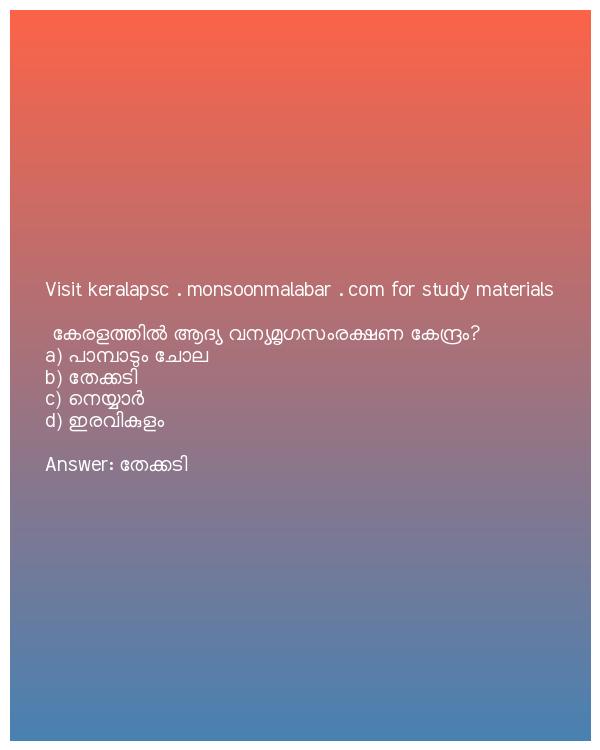 Visit keralapsc . monsoonmalabar . com for study materials
കേരളത്തിൽ ആദ്യ വന്യമൃഗസംരക്ഷണ കേന്ദ്രം?
a) പാമ്പാടും ചോല
b) തേക്കടി
c) നെയ്യാർ
d) ഇരവികുളം
Answer: തേക്കടി